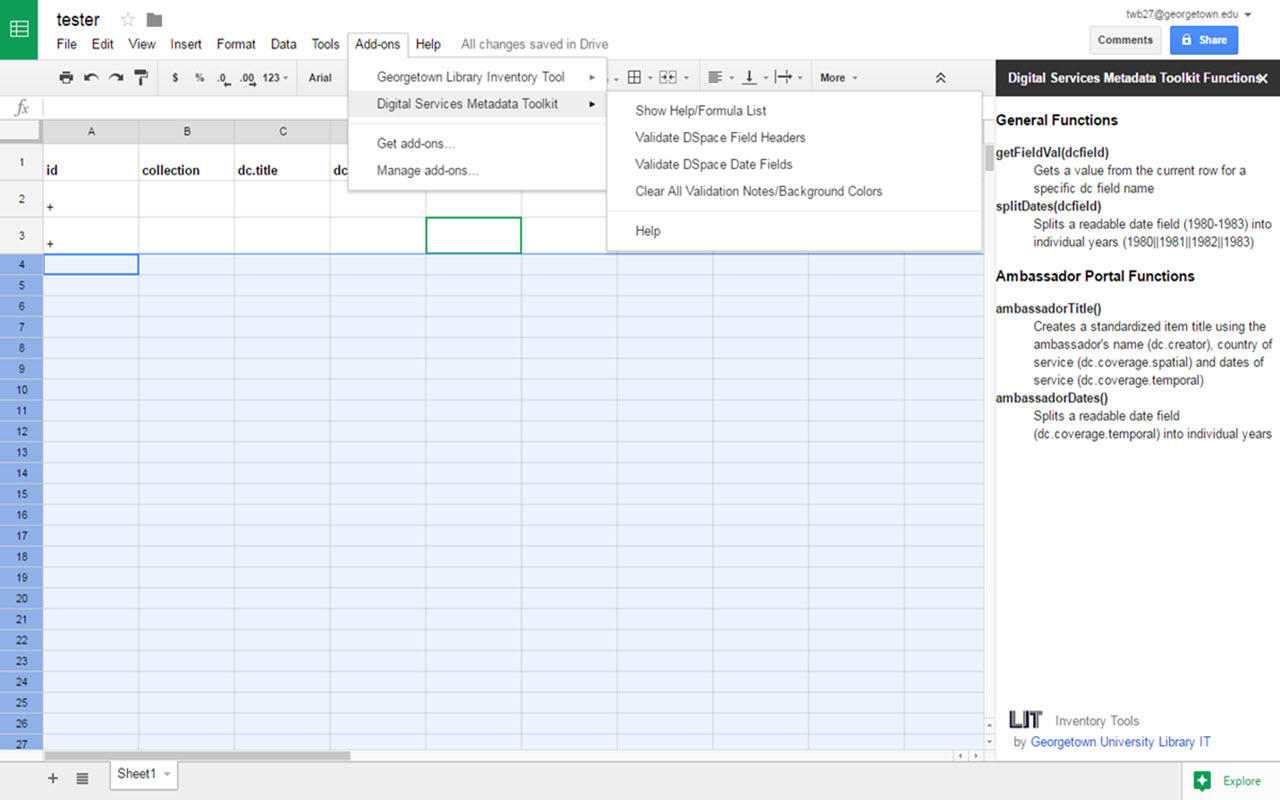 tester
twb27@georgetown.edu
File Edit View Insert Format Data Tools Add-ons Help All changes saved in Drive
Comments Share
$ % .0 .00 123 Arial More
Digital Services Metadata Toolkit Functions
Georgetown Library Inventory Tool
Digital Services Metadata Toolkit
Get add-ons...
Manage add-ons...
Show Help/Formula List
Validate DSpace Field Headers
Validate DSpace Date Fields
Clear All Validation Notes/Background Colors
Help
fx
A B C
1 id collection dc.title dc
2 +
3 +
4
5
6
7
8
9
10
11
12
13
14
15
16
17
18
19
20
21
22
23
24
25
26
27
General Functions
getFieldVal(dcfield)
Gets a value from the current row for a
specific dc field name
splitDates(dcfield)
Splits a readable date field (1980-1983) into
individual years (1980||1981||1982||1983)
Ambassador Portal Functions
ambassadorTitle()
Creates a standardized item title using the
ambassador's name (dc.creator), country of
service (dc.coverage.spatial) and dates of
service (dc.coverage.temporal)
ambassadorDates()
Splits a readable date field
(dc.coverage.temporal) into individual years
LIT Inventory Tools
by Georgetown University Library IT
+ Sheet1
Explore